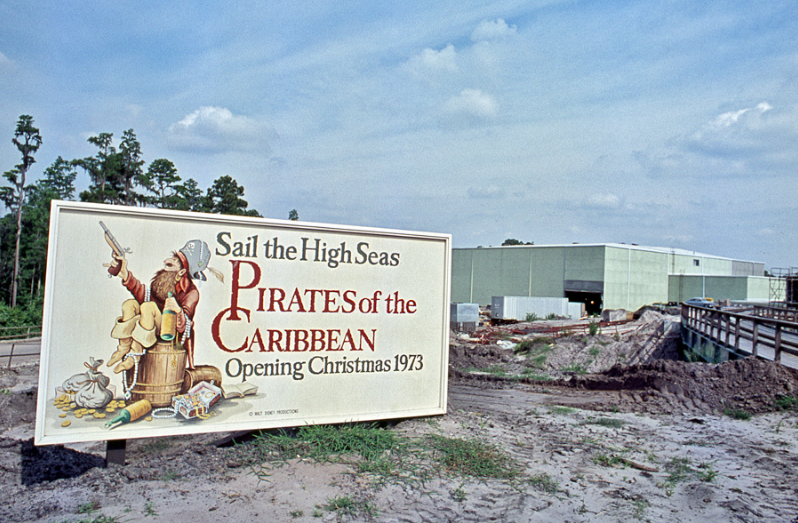 Sail the High Seas
PIRATES of the
CARIBBEAN
Opening Christmas 1973
© WALT DISNEY PRODUCTIONS